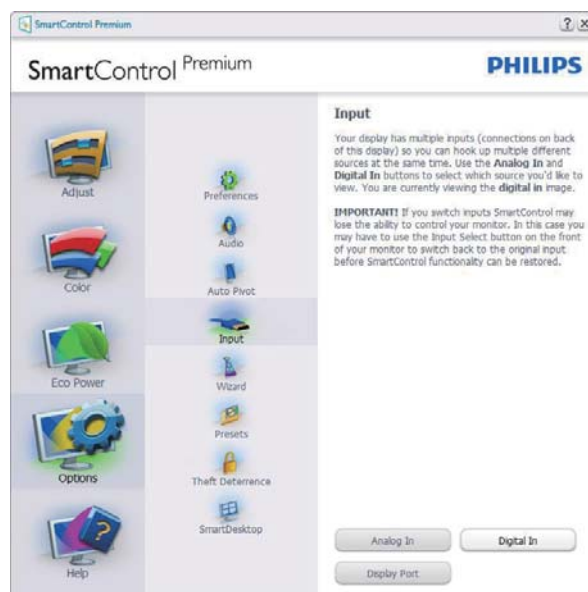 SmartControl Premium
SmartControl Premium
PHILIPS
Adjust
Color
Eco Power
Options
Help
Preferences
Audio
Auto Pivot
Input
Wizard
Presets
Theft Deterrence
SmartDesktop
Input
Your display has multiple inputs (connections on back
of this display) so you can hook up multiple different
sources at the same time. Use the Analog In and
Digital In buttons to select which source you'd like to
view. You are currently viewing the digital in image.
IMPORTANT! If you switch inputs SmartControl may
lose the ability to control your monitor. In this case you
may have to use the Input Select button on the front
of your monitor to switch back to the original input
before SmartControl functionality can be restored.
Analog In
Digital In
Display Port